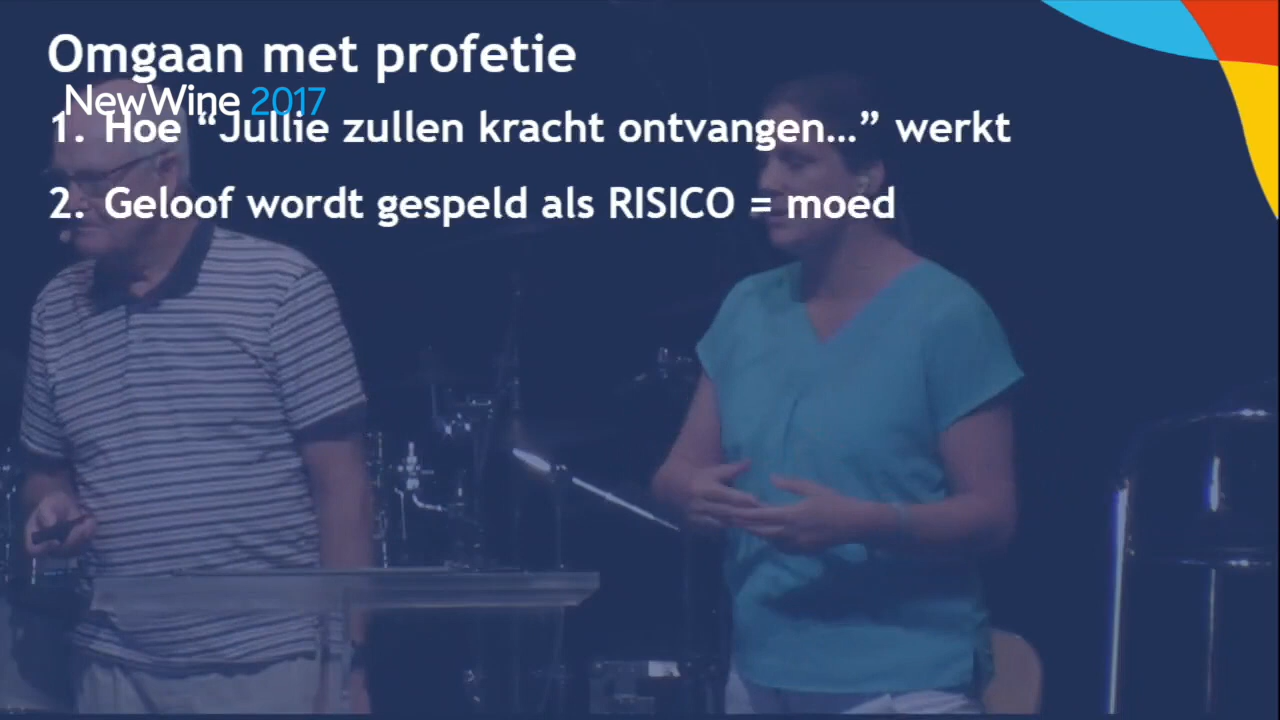 Omgaan met profetie
NewWine 2017
1. Hoe “Jullie zullen kracht ontvangen...” werkt
2. Geloof wordt gespeld als RISICO = moed